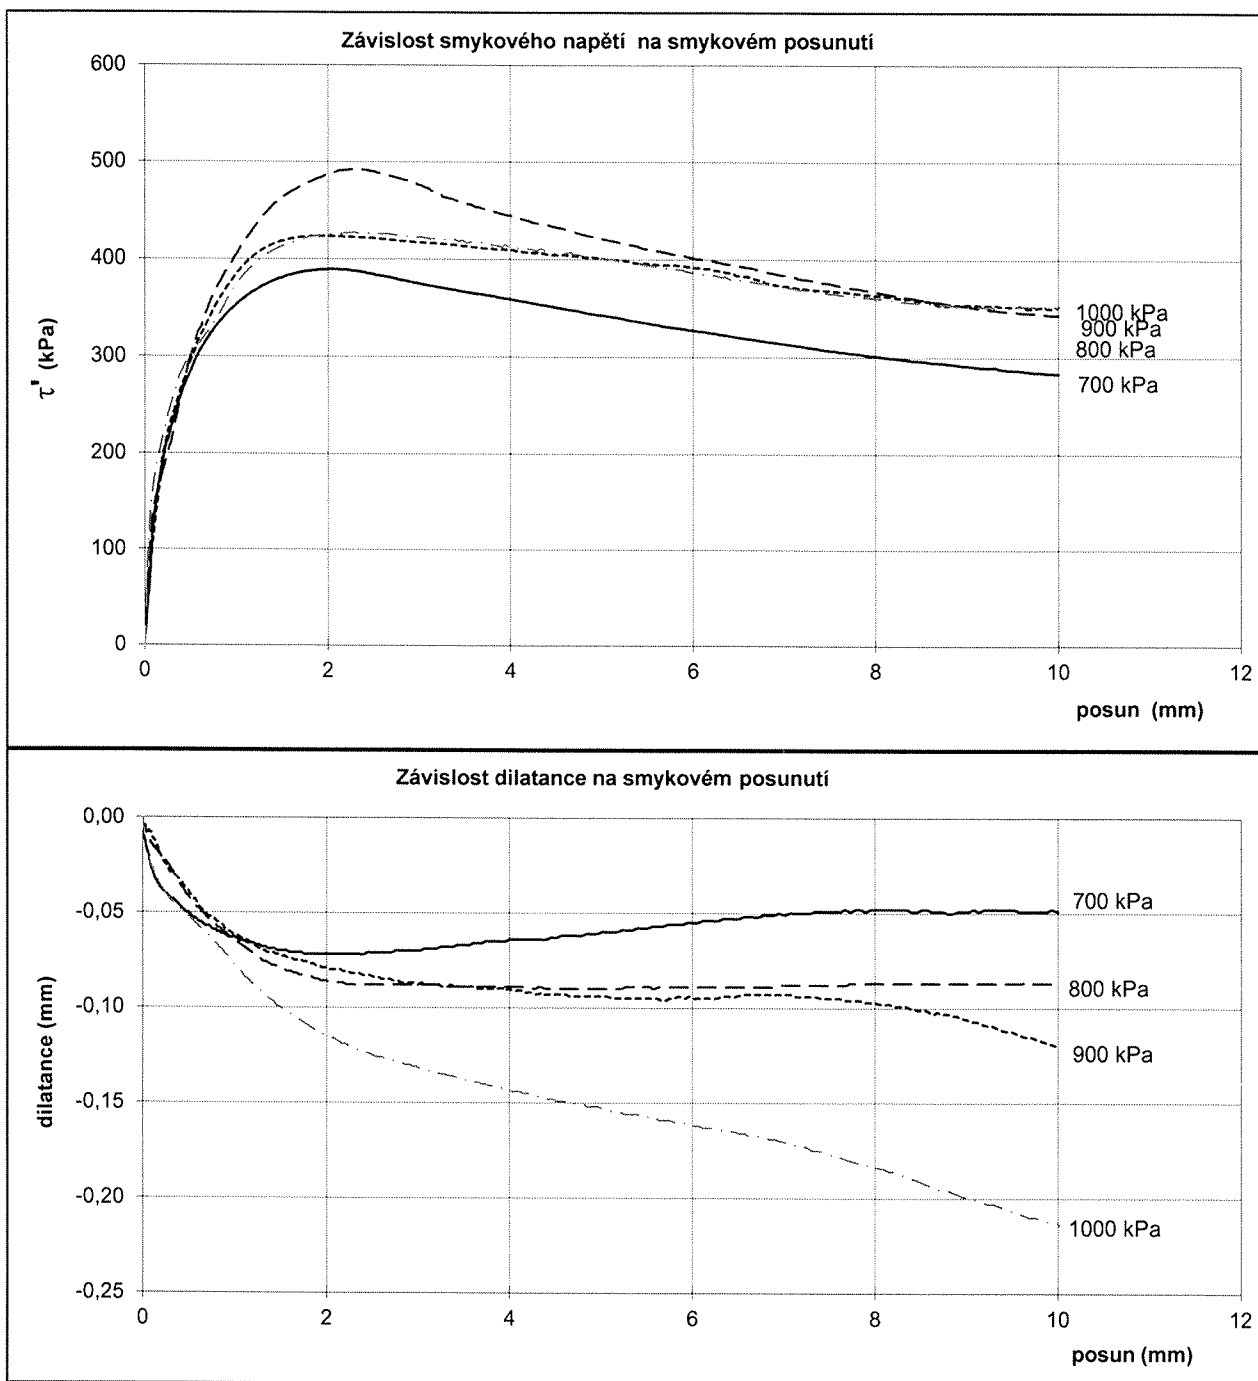 Závislost smykového napětí na smykovém posunutí
600
500
400
300
200
100
0
τ' (kPa)
1000 kPa
900 kPa
800 kPa
700 kPa
0 2 4 6 8 10 12
posun (mm)
Závislost dilatance na smykovém posunutí
0,00
-0,05
-0,10
-0,15
-0,20
-0,25
dilatance (mm)
700 kPa
800 kPa
900 kPa
1000 kPa
0 2 4 6 8 10 12
posun (mm)